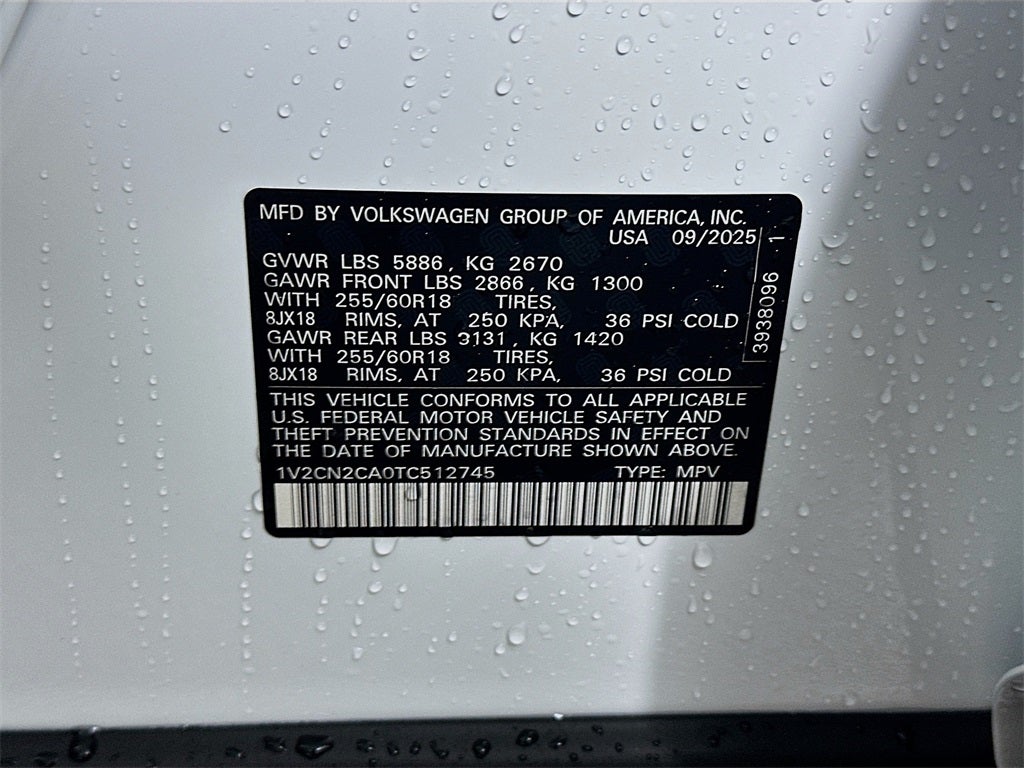 MFD BY VOLKSWAGEN GROUP OF AMERICA, INC.
USA 09/2025
GVWR LBS 5886, KG 2670
GAWR FRONT LBS 2866, KG 1300
WITH 255/60R18 TIRES,
8JX18 RIMS, AT 250 KPA, 36 PSI COLD
GAWR REAR LBS 3131, KG 1420
WITH 255/60R18 TIRES,
8JX18 RIMS, AT 250 KPA, 36 PSI COLD
3938096 1
THIS VEHICLE CONFORMS TO ALL APPLICABLE
U.S. FEDERAL MOTOR VEHICLE SAFETY AND
THEFT PREVENTION STANDARDS IN EFFECT ON
THE DATE OF MANUFACTURE SHOWN ABOVE.
1V2CN2CA0TC512745 TYPE: MPV